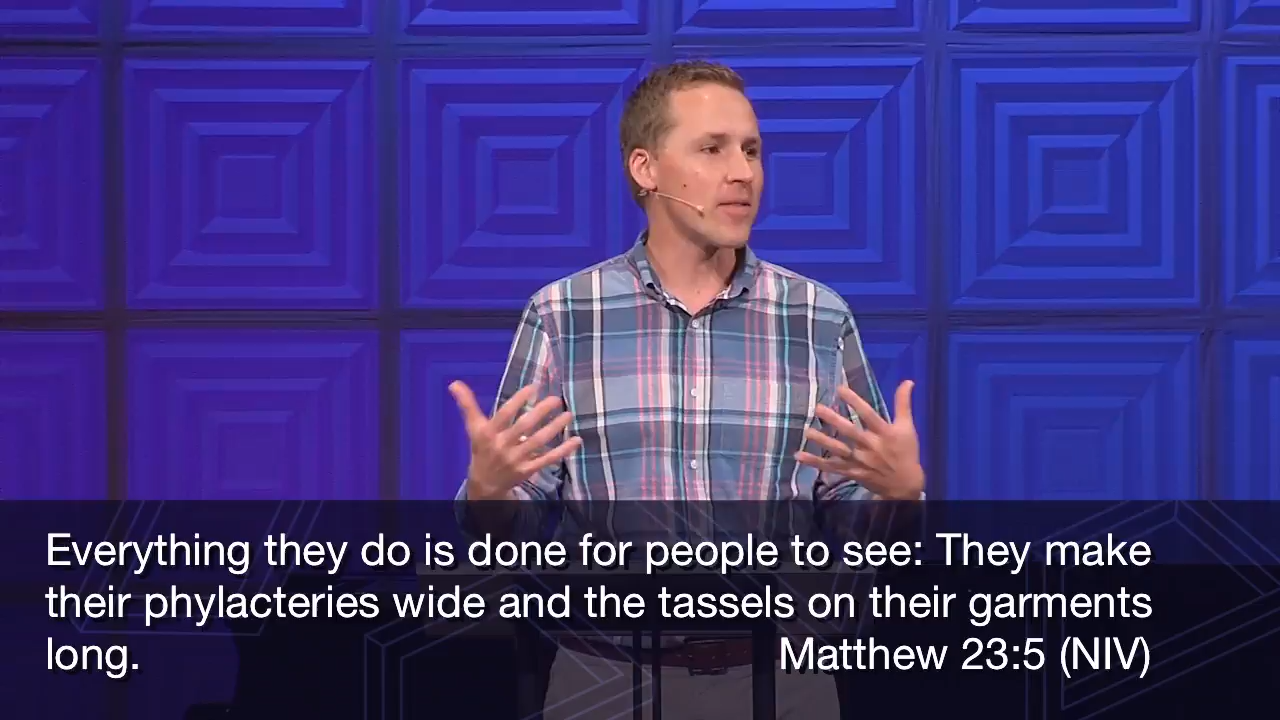 Everything they do is done for people to see: They make
their phylacteries wide and the tassels on their garments
long. Matthew 23:5 (NIV)